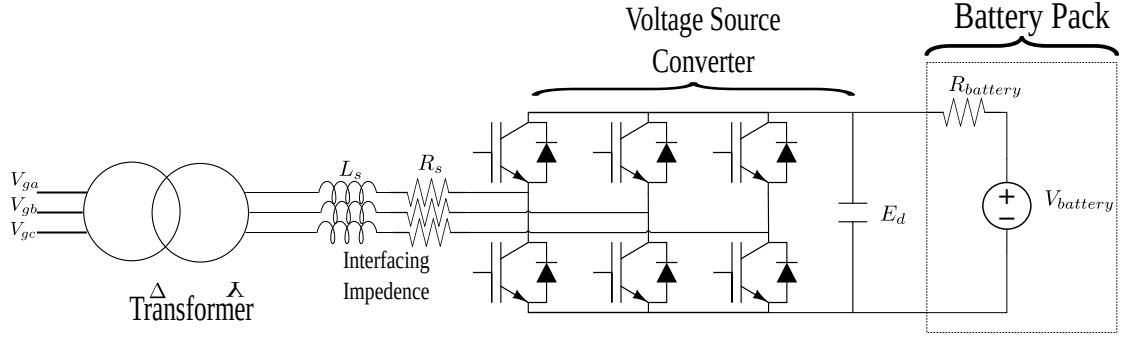 Voltage Source
Converter
Battery Pack
R_battery
V_ga
V_gb
V_gc
L_s
R_s
E_d
+
−
V_battery
Interfacing
Impedence
Δ
Transformer